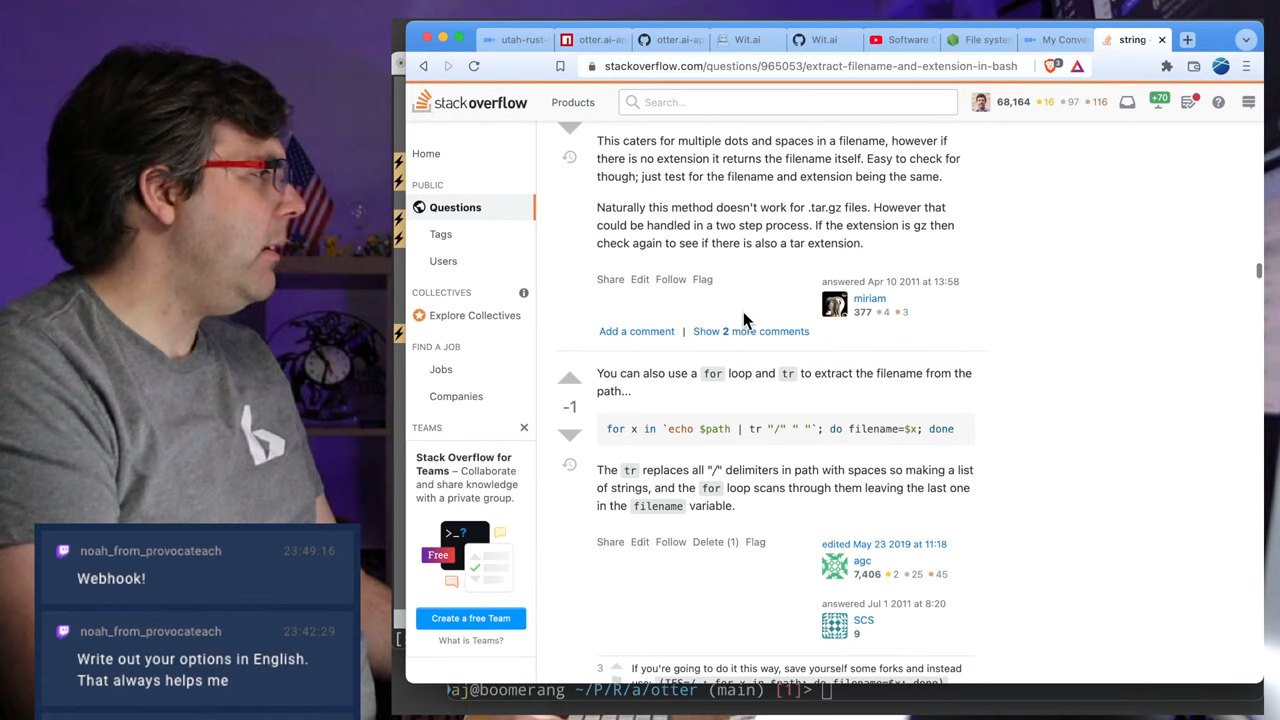 utah-rust-
otter.ai-ap
otter.ai-ap
Wit.ai
Wit.ai
Software C
File syster
My Conve
string -
stackoverflow.com/questions/965053/extract-filename-and-extension-in-bash
3
stackoverflow
Products
Search...
68,164 16 97 116
+70
Home
PUBLIC
Questions
Tags
Users
COLLECTIVES
Explore Collectives
FIND A JOB
Jobs
Companies
TEAMS
Stack Overflow for
Teams – Collaborate
and share knowledge
with a private group.
>_?
Free
Create a free Team
What is Teams?
This caters for multiple dots and spaces in a filename, however if
there is no extension it returns the filename itself. Easy to check for
though; just test for the filename and extension being the same.
Naturally this method doesn't work for .tar.gz files. However that
could be handled in a two step process. If the extension is gz then
check again to see if there is also a tar extension.
Share Edit Follow Flag
answered Apr 10 2011 at 13:58
miriam
377 4 3
Add a comment | Show 2 more comments
-1
You can also use a for loop and tr to extract the filename from the
path...
for x in `echo $path | tr "/" " "`; do filename=$x; done
The tr replaces all "/" delimiters in path with spaces so making a list
of strings, and the for loop scans through them leaving the last one
in the filename variable.
Share Edit Follow Delete (1) Flag
edited May 23 2019 at 11:18
agc
7,406 2 25 45
answered Jul 1 2011 at 8:20
SCS
9
3
If you're going to do it this way, save yourself some forks and instead
use: (IFS=/ ; for x in $path; do filename=$x; done)
aj@boomerang ~/P/R/a/otter (main) [1]>
noah_from_provocateach 23:49:16
Webhook!
noah_from_provocateach 23:42:29
Write out your options in English.
That always helps me